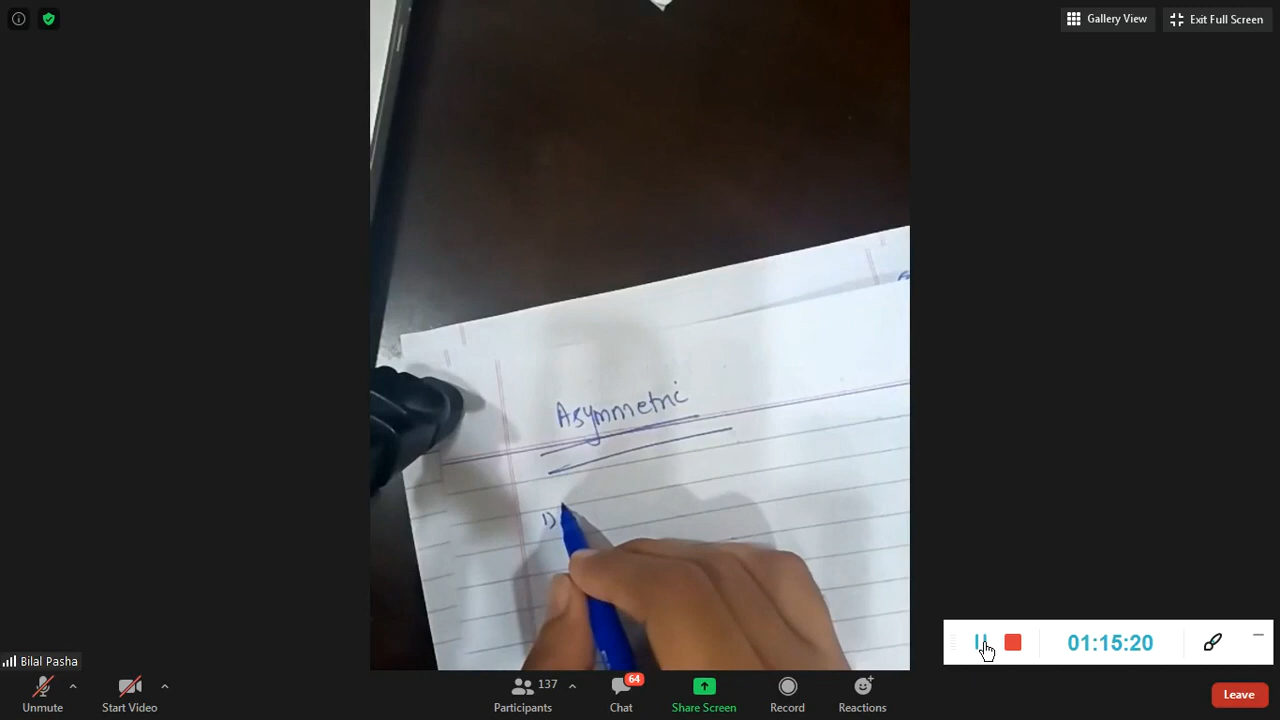 Gallery View
Exit Full Screen
Asymmetric
1)
01:15:20
Bilal Pasha
137
64
Unmute
Start Video
Participants
Chat
Share Screen
Record
Reactions
Leave